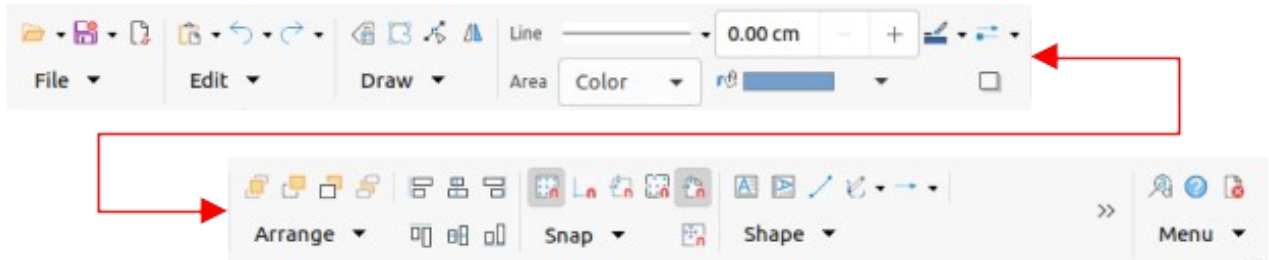 Line 0.00 cm − +
File Edit Draw Area Color
Arrange Snap Shape » Menu